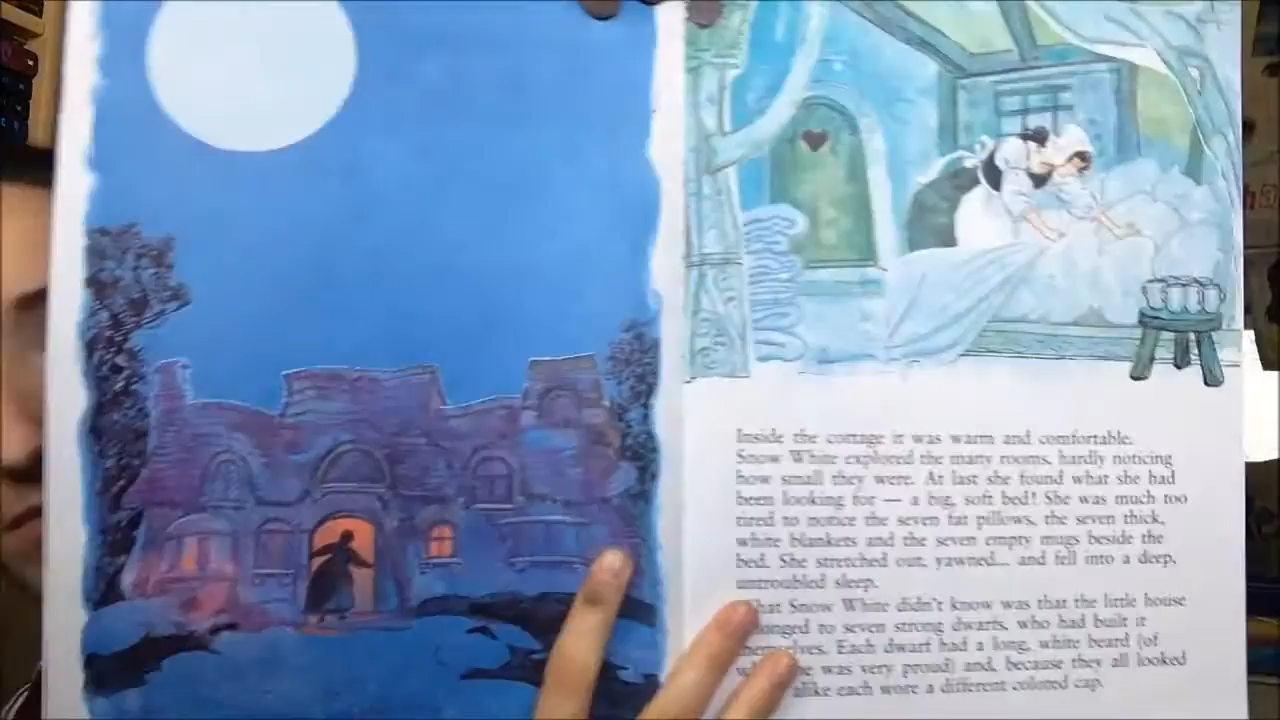 Inside the cottage it was warm and comfortable.
Snow White explored the many rooms, hardly noticing
how small they were. At last she found what she had
been looking for — a big, soft bed! She was much too
tired to notice the seven fat pillows, the seven thick,
white blankets and the seven empty mugs beside the
bed. She stretched out, yawned... and fell into a deep,
untroubled sleep.
Snow White didn't know was that the little house
to seven strong dwarfs, who had built it
Each dwarf had a long, white beard (of
was very proud) and, because they all looked
alike each wore a different colored cap.